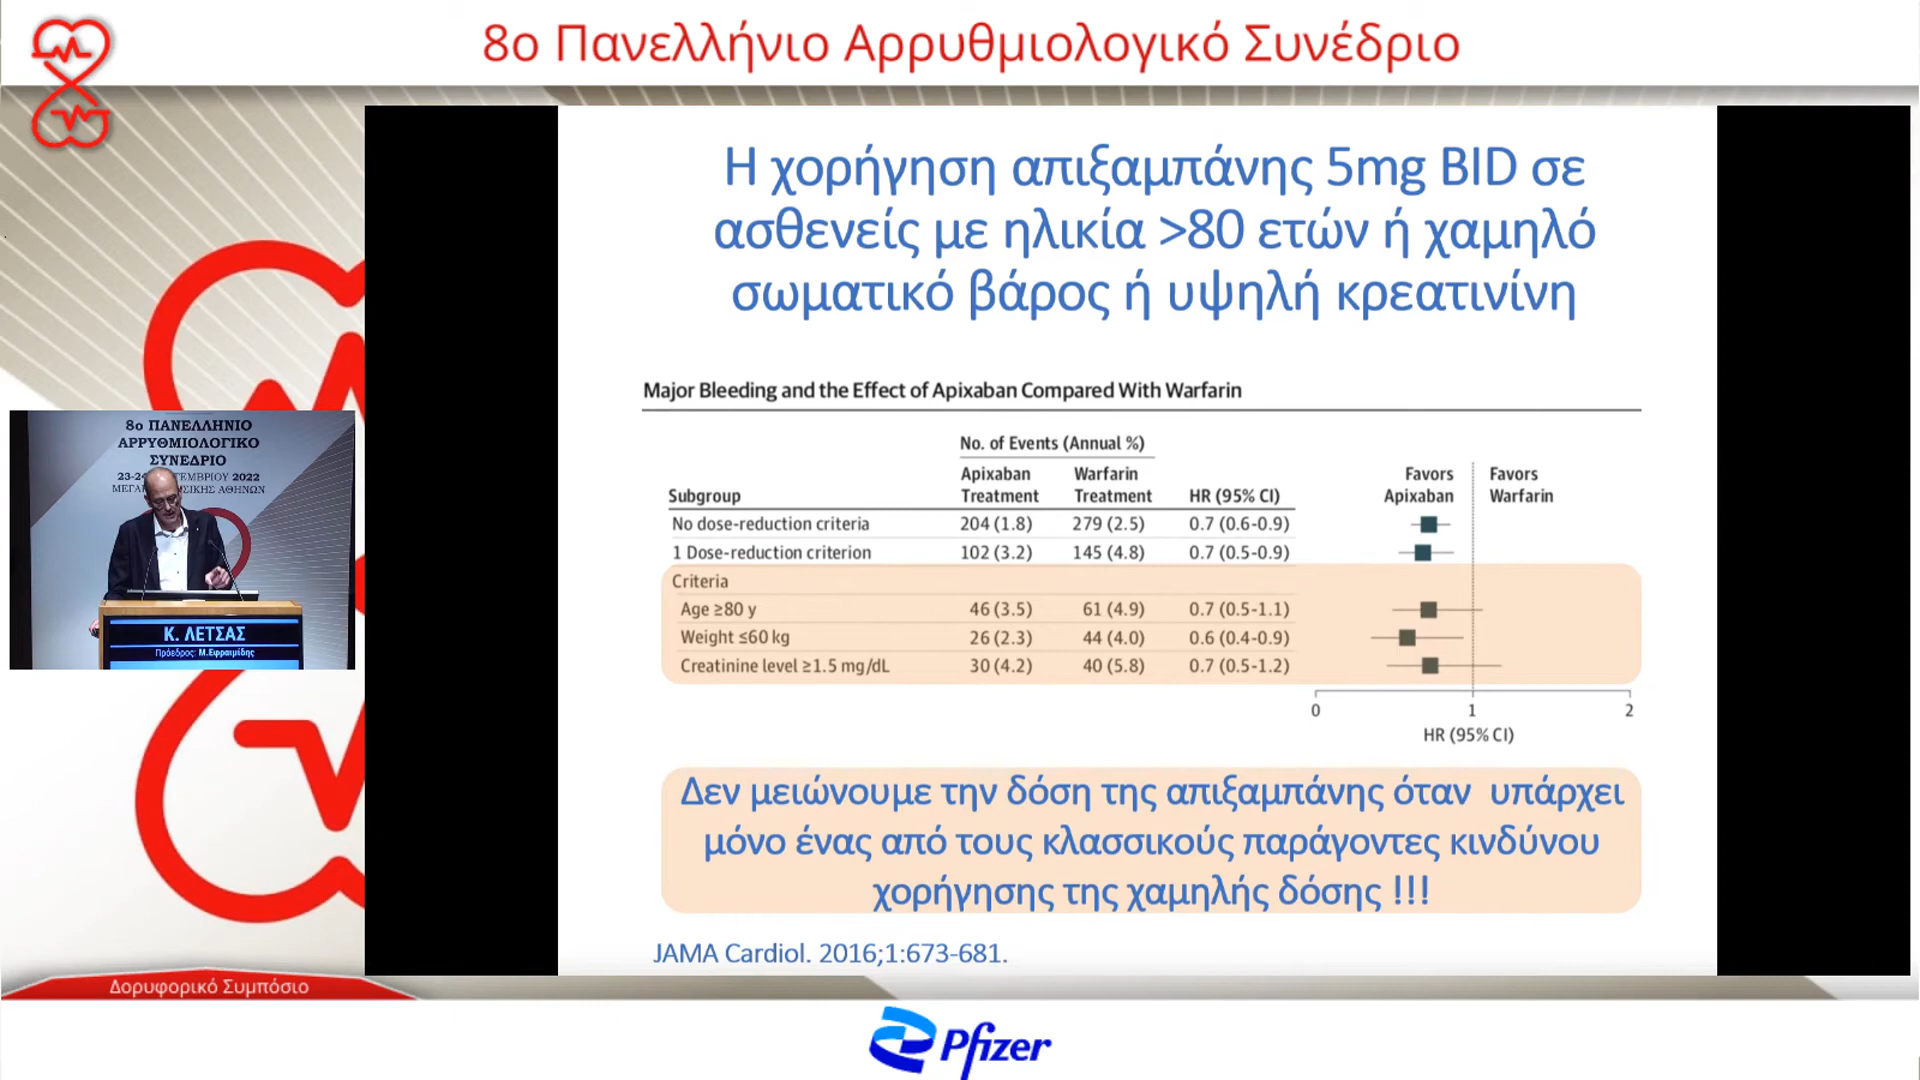 8ο Πανελλήνιο Αρρυθμιολογικό Συνέδριο
Η χορήγηση απιξαμπάνης 5mg BID σε
ασθενείς με ηλικία >80 ετών ή χαμηλό
σωματικό βάρος ή υψηλή κρεατινίνη
Major Bleeding and the Effect of Apixaban Compared With Warfarin
No. of Events (Annual %)
Apixaban Warfarin Favors Favors
Subgroup Treatment Treatment HR (95% CI) Apixaban Warfarin
No dose-reduction criteria 204 (1.8) 279 (2.5) 0.7 (0.6-0.9)
1 Dose-reduction criterion 102 (3.2) 145 (4.8) 0.7 (0.5-0.9)
Criteria
Age ≥80 y 46 (3.5) 61 (4.9) 0.7 (0.5-1.1)
Weight ≤60 kg 26 (2.3) 44 (4.0) 0.6 (0.4-0.9)
Creatinine level ≥1.5 mg/dL 30 (4.2) 40 (5.8) 0.7 (0.5-1.2)
0 1 2
HR (95% CI)
Δεν μειώνουμε την δόση της απιξαμπάνης όταν υπάρχει
μόνο ένας από τους κλασσικούς παράγοντες κινδύνου
χορήγησης της χαμηλής δόσης !!!
JAMA Cardiol. 2016;1:673-681.
8ο ΠΑΝΕΛΛΗΝΙΟ
ΑΡΡΥΘΜΙΟΛΟΓΙΚΟ
ΣΥΝΕΔΡΙΟ
2022
ΑΘΗΝΩΝ
Κ. ΛΕΤΣΑΣ
Πρόεδρος: Μ.Εφραιμίδης
Δορυφορικό Συμπόσιο
Pfizer